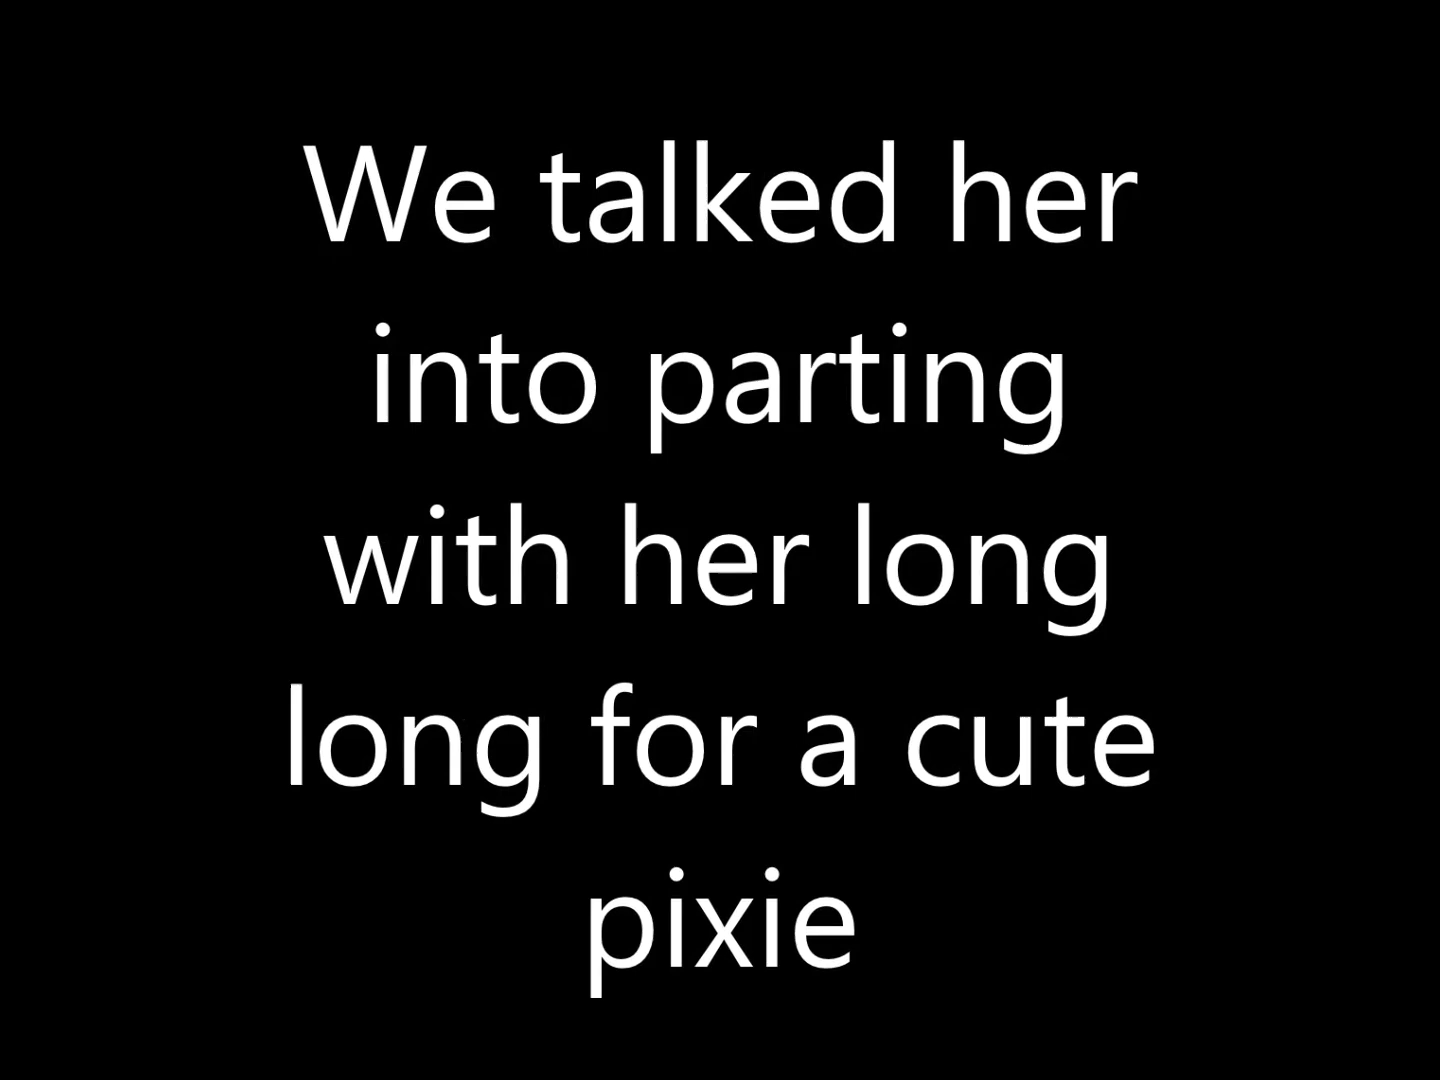 We talked her
into parting
with her long
long for a cute
pixie